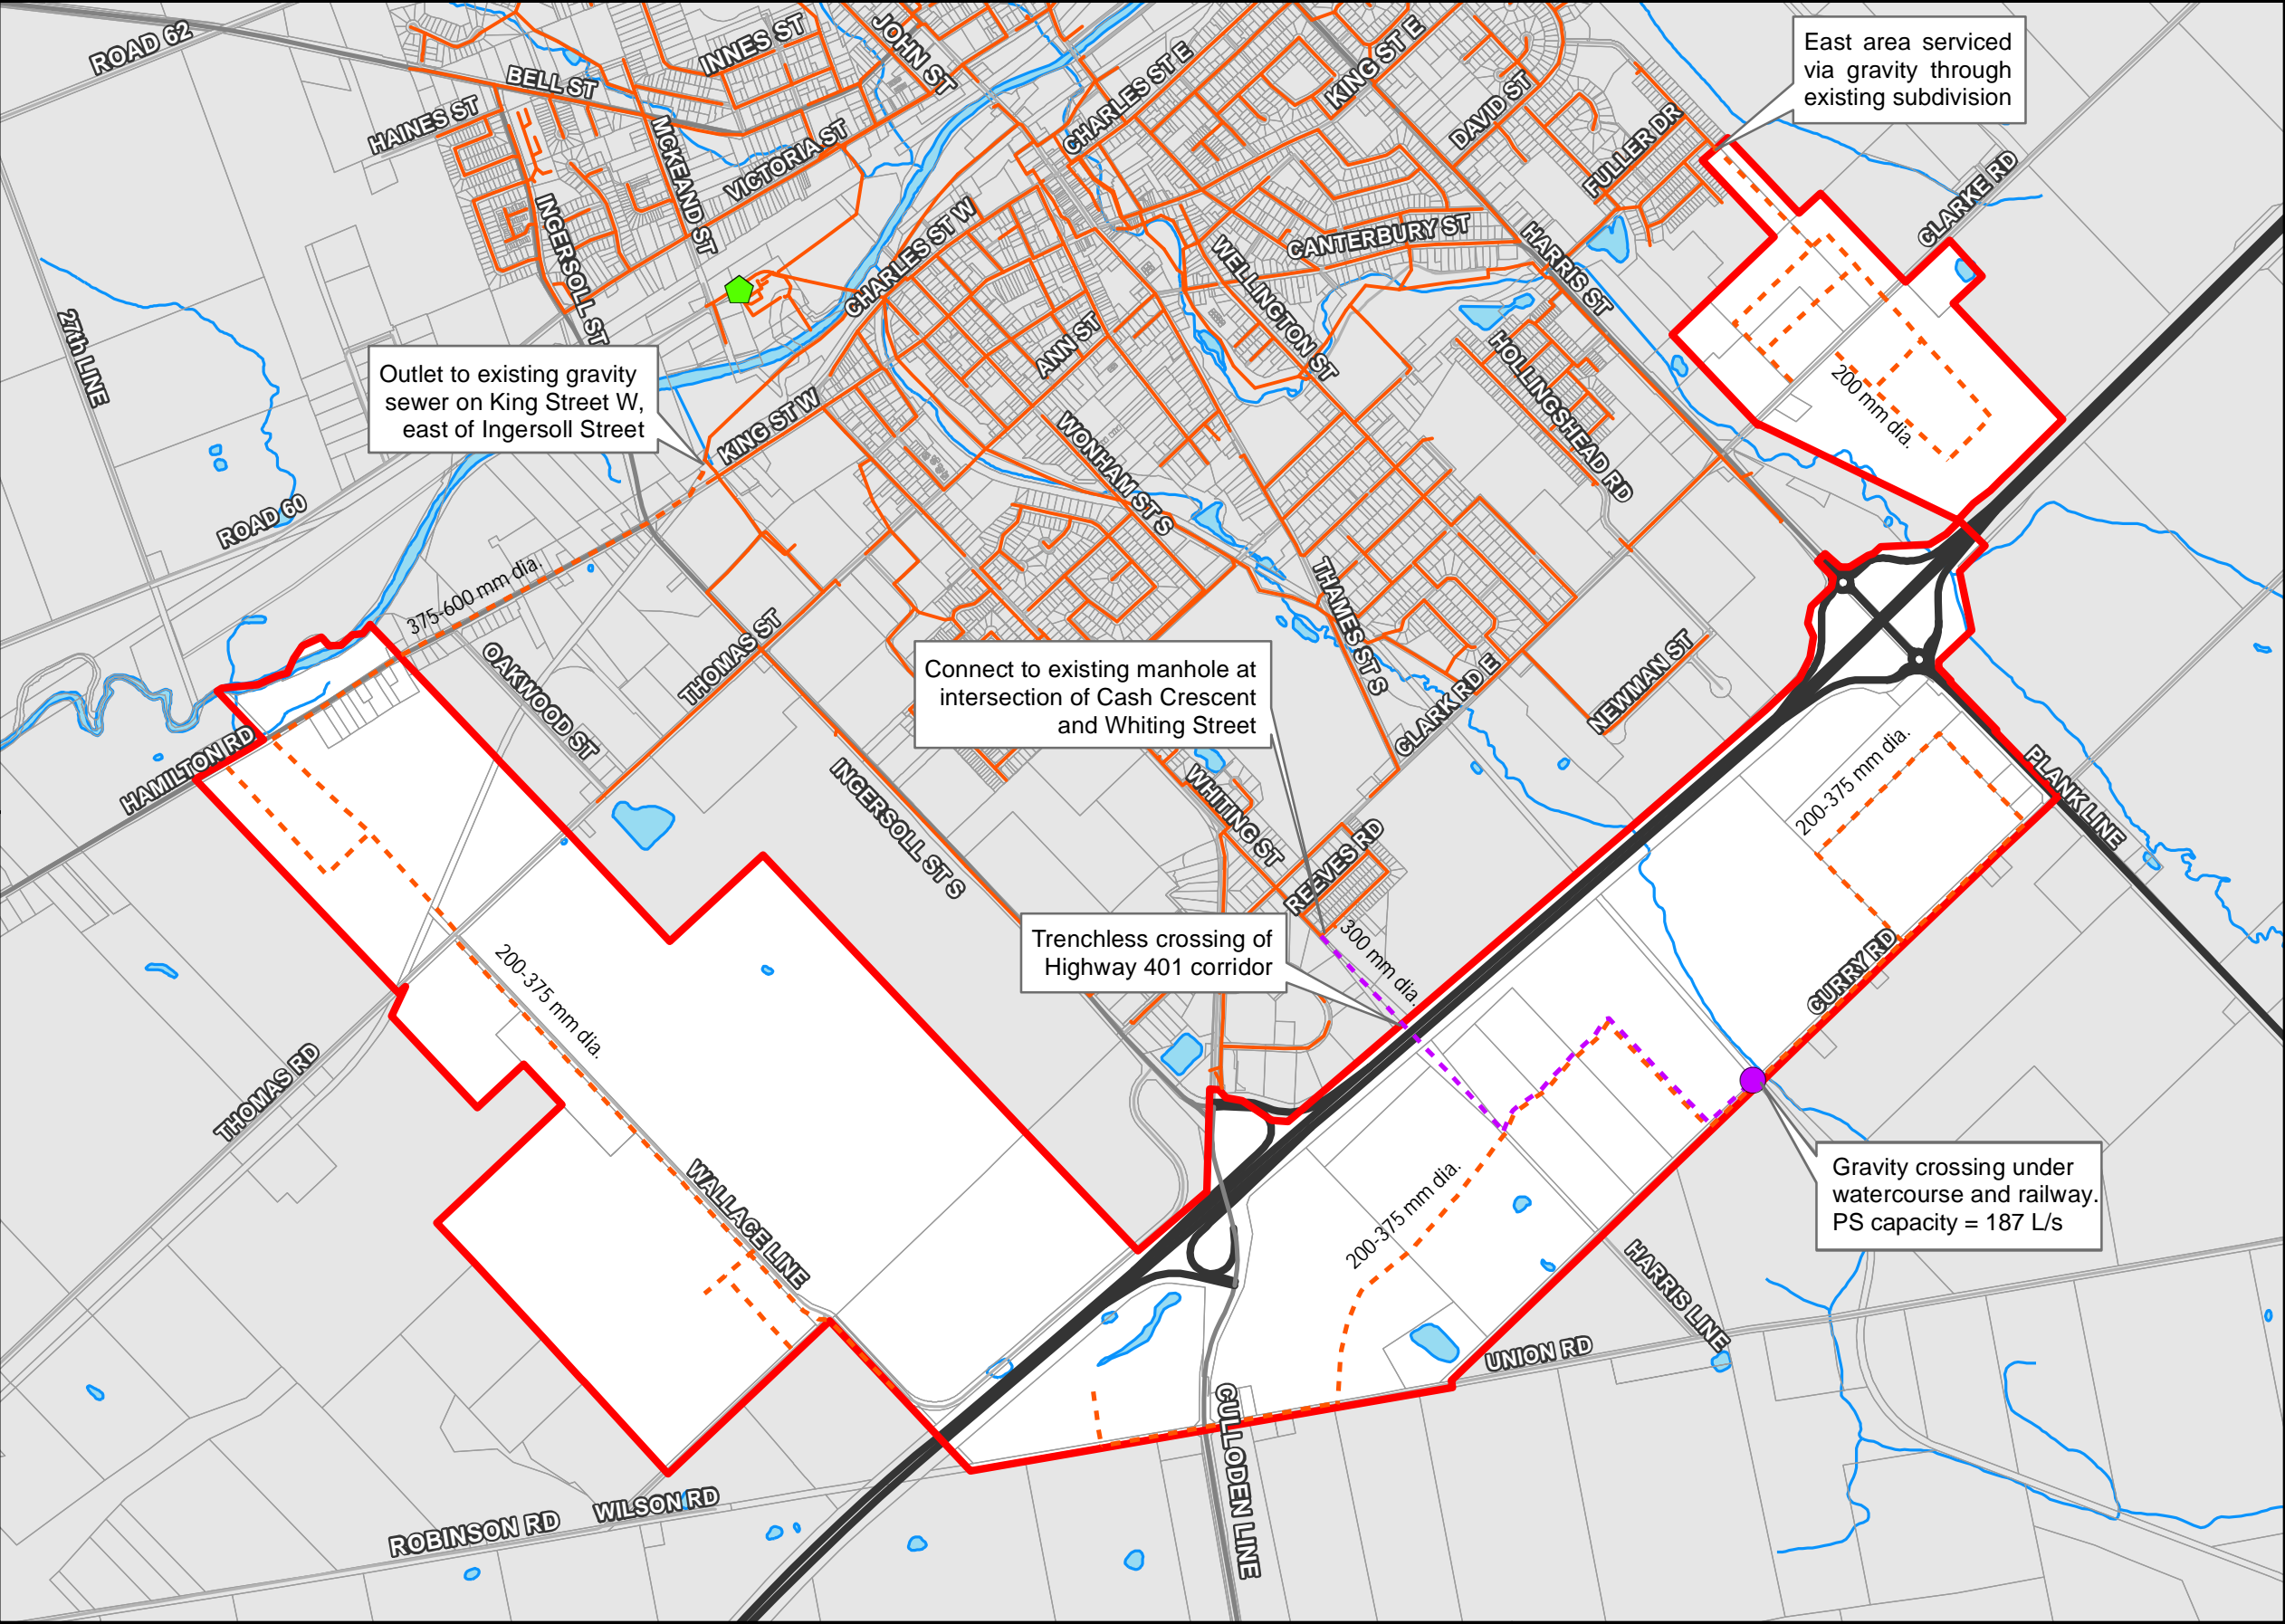 ROAD 62
INNES ST
JOHN ST
BELL ST
HAINES ST
MCKEAND ST
VICTORIA ST
INGERSOLL ST
CHARLES ST E
KING ST E
DAVID ST
FULLER DR
East area serviced
via gravity through
existing subdivision
CLARKE RD
CHARLES ST W
WELLINGTON ST
CANTERBURY ST
HARRIS ST
27th LINE
ANN ST
HOLLINGSHEAD RD
200 mm dia.
Outlet to existing gravity
sewer on King Street W,
east of Ingersoll Street
KING ST W
WONHAM ST S
ROAD 60
375-600 mm dia.
OAKWOOD ST
THOMAS ST
THAMES ST S
Connect to existing manhole at
intersection of Cash Crescent
and Whiting Street
CLARK RD E
NEWMAN ST
HAMILTON RD
INGERSOLL ST S
WHITING ST
REEVES RD
200-375 mm dia.
PLANK LINE
Trenchless crossing of
Highway 401 corridor
300 mm dia.
CURRY RD
200-375 mm dia.
THOMAS RD
WALLACE LINE
200-375 mm dia.
Gravity crossing under
watercourse and railway.
PS capacity = 187 L/s
HARRIS LINE
UNION RD
CULLODEN LINE
WILSON RD
ROBINSON RD